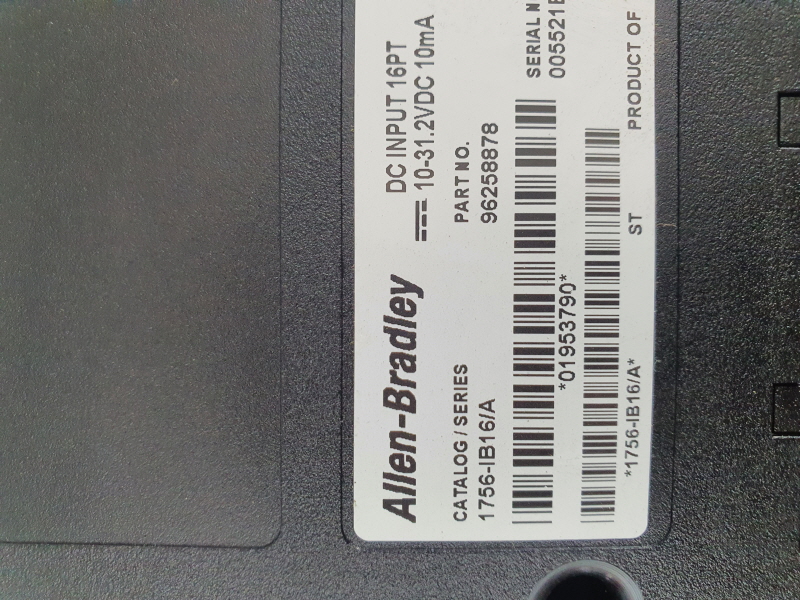 Allen-Bradley
DC INPUT 16PT
10-31.2VDC 10mA
CATALOG / SERIES
1756-IB16/A
PART NO.
96258878
SERIAL
*01953790*
*1756-IB16/A*
ST
PRODUCT OF